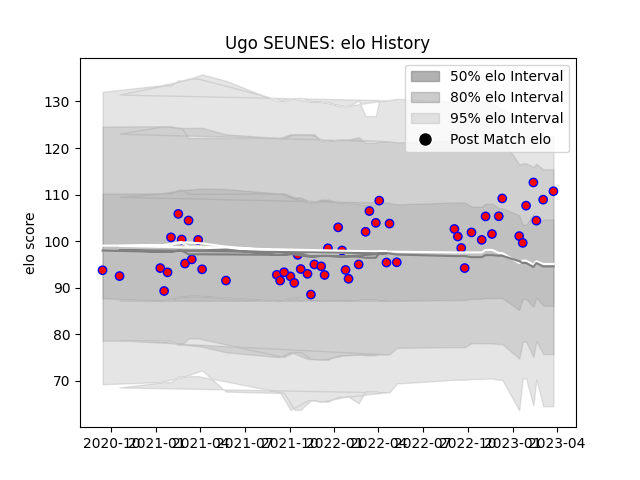 Ugo SEUNES: elo History
50% elo Interval
80% elo Interval
95% elo Interval
Post Match elo
elo score
130
120
110
100
90
80
70
2020-10 2021-01 2021-04 2021-07 2021-10 2022-01 2022-04 2022-07 2022-10 2023-01 2023-04